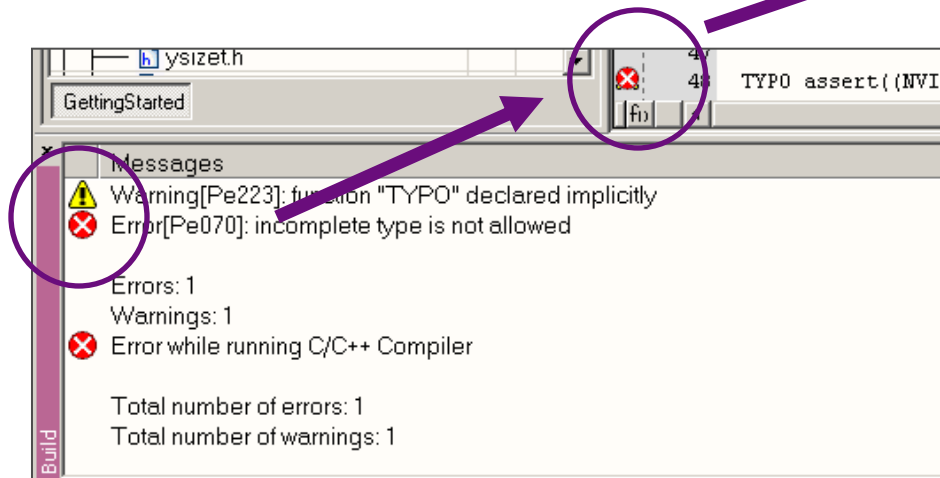 ysizet.h
47
48 TYPO assert((NVI
GettingStarted
Messages
Warning[Pe223]: function "TYPO" declared implicitly
Error[Pe070]: incomplete type is not allowed
Errors: 1
Warnings: 1
Error while running C/C++ Compiler
Total number of errors: 1
Total number of warnings: 1
Build